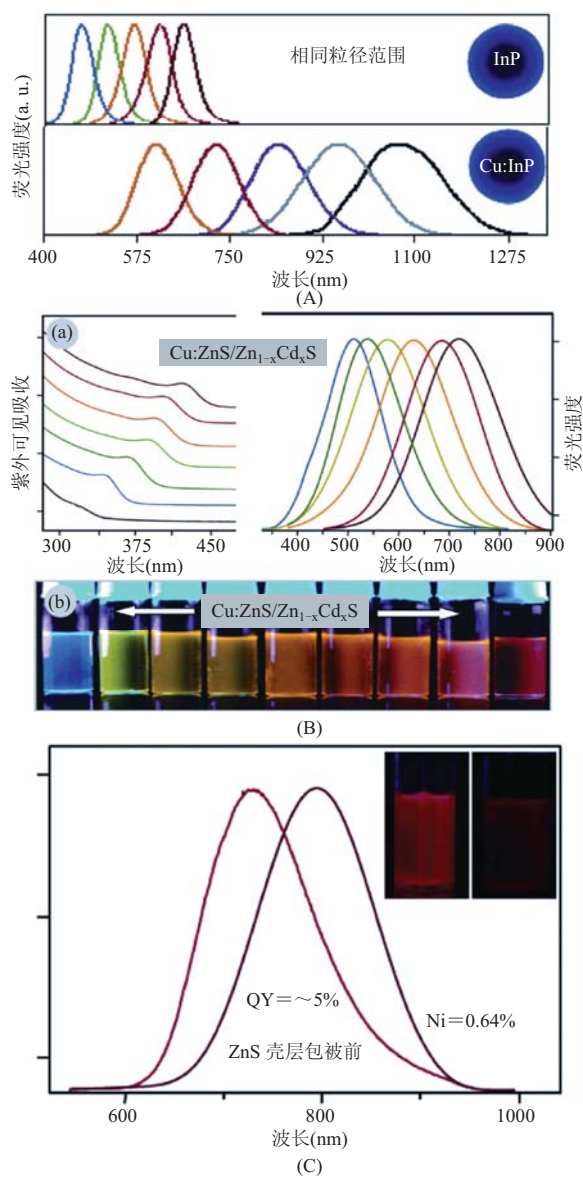 荧光强度(a. u.)
相同粒径范围
InP
Cu:InP
400 575 750 925 1100 1275
波长(nm)
(A)
(a)
Cu:ZnS/Zn₁₋ₓCdₓS
紫外可见吸收
荧光强度
300 375 450
400 500 600 700 800 900
波长(nm) 波长(nm)
(b)
Cu:ZnS/Zn₁₋ₓCdₓS
(B)
QY=～5%
Ni=0.64%
ZnS 壳层包被前
600 800 1000
波长(nm)
(C)